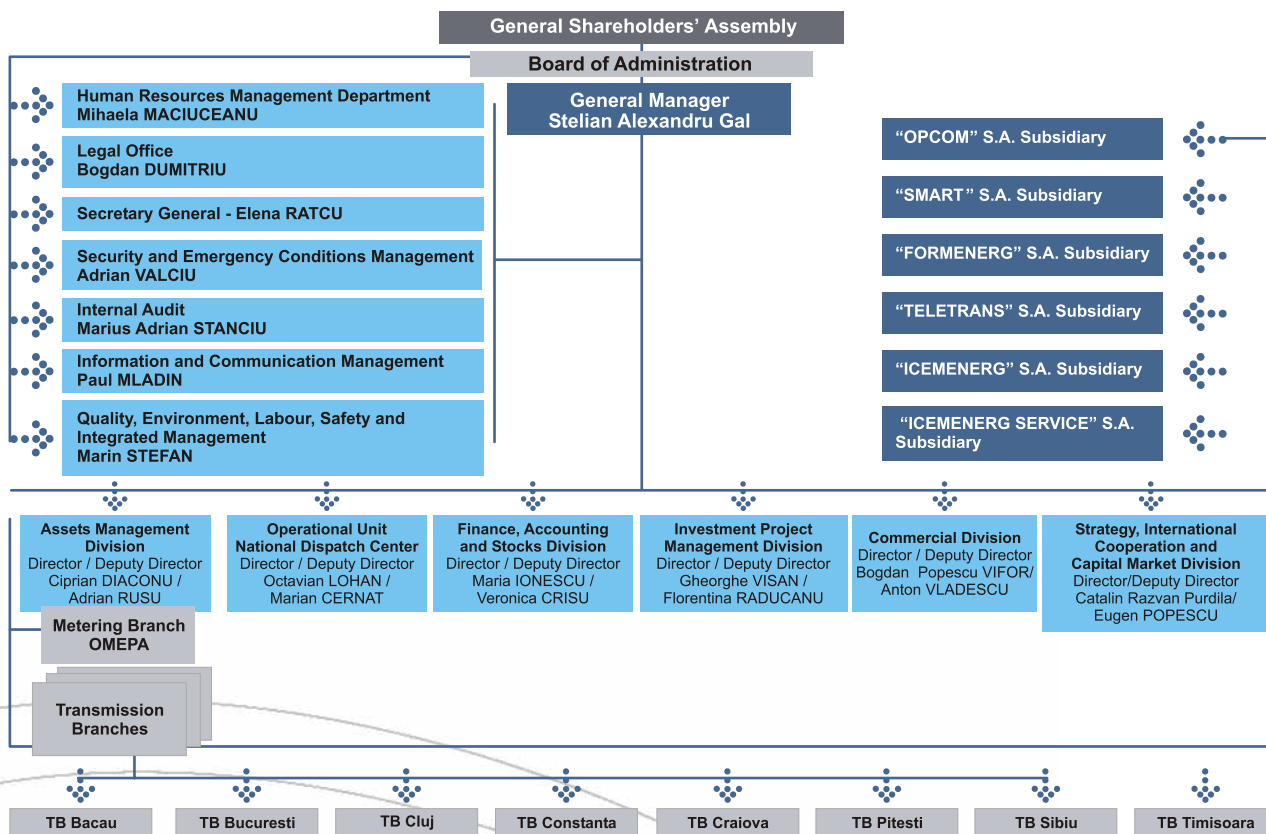 General Shareholders’ Assembly
Board of Administration
General Manager
Stelian Alexandru Gal
Human Resources Management Department
Mihaela MACIUCEANU
Legal Office
Bogdan DUMITRIU
Secretary General - Elena RATCU
Security and Emergency Conditions Management
Adrian VALCIU
Internal Audit
Marius Adrian STANCIU
Information and Communication Management
Paul MLADIN
Quality, Environment, Labour, Safety and
Integrated Management
Marin STEFAN
“OPCOM” S.A. Subsidiary
“SMART” S.A. Subsidiary
“FORMENERG” S.A. Subsidiary
“TELETRANS” S.A. Subsidiary
“ICEMENERG” S.A. Subsidiary
“ICEMENERG SERVICE” S.A.
Subsidiary
Assets Management
Division
Director / Deputy Director
Ciprian DIACONU /
Adrian RUSU
Operational Unit
National Dispatch Center
Director / Deputy Director
Octavian LOHAN /
Marian CERNAT
Finance, Accounting
and Stocks Division
Director / Deputy Director
Maria IONESCU /
Veronica CRISU
Investment Project
Management Division
Director / Deputy Director
Gheorghe VISAN /
Florentina RADUCANU
Commercial Division
Director / Deputy Director
Bogdan Popescu VIFOR/
Anton VLADESCU
Strategy, International
Cooperation and
Capital Market Division
Director/Deputy Director
Catalin Razvan Purdila/
Eugen POPESCU
Metering Branch
OMEPA
Transmission
Branches
TB Bacau
TB Bucuresti
TB Cluj
TB Constanta
TB Craiova
TB Pitesti
TB Sibiu
TB Timisoara